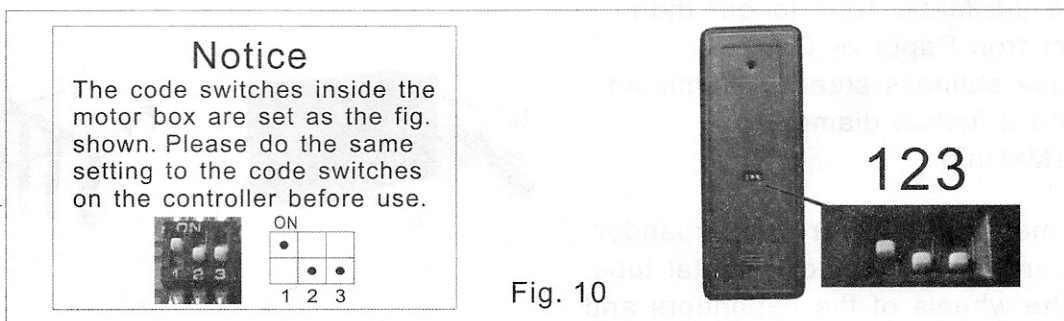 Notice
The code switches inside the
motor box are set as the fig.
shown. Please do the same
setting to the code switches
on the controller before use.
ON
1 2 3
ON
1 2 3
Fig. 10
123